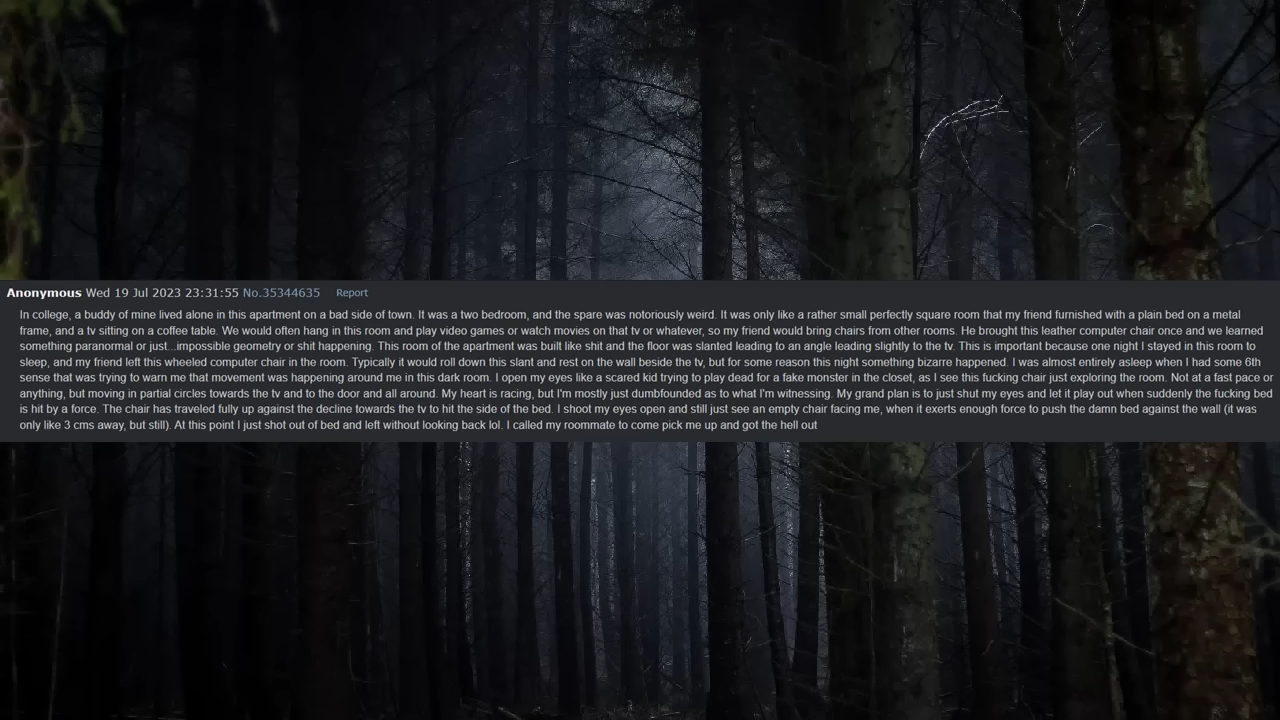 Anonymous Wed 19 Jul 2023 23:31:55 No.35344635 Report
In college, a buddy of mine lived alone in this apartment on a bad side of town. It was a two bedroom, and the spare was notoriously weird. It was only like a rather small perfectly square room that my friend furnished with a plain bed on a metal
frame, and a tv sitting on a coffee table. We would often hang in this room and play video games or watch movies on that tv or whatever, so my friend would bring chairs from other rooms. He brought this leather computer chair once and we learned
something paranormal or just...impossible geometry or shit happening. This room of the apartment was built like shit and the floor was slanted leading to an angle leading slightly to the tv. This is important because one night I stayed in this room to
sleep, and my friend left this wheeled computer chair in the room. Typically it would roll down this slant and rest on the wall beside the tv, but for some reason this night something bizarre happened. I was almost entirely asleep when I had some 6th
sense that was trying to warn me that movement was happening around me in this dark room. I open my eyes like a scared kid trying to play dead for a fake monster in the closet, as I see this fucking chair just exploring the room. Not at a fast pace or
anything, but moving in partial circles towards the tv and to the door and all around. My heart is racing, but I'm mostly just dumbfounded as to what I'm witnessing. My grand plan is to just shut my eyes and let it play out when suddenly the fucking bed
is hit by a force. The chair has traveled fully up against the decline towards the tv to hit the side of the bed. I shoot my eyes open and still just see an empty chair facing me, when it exerts enough force to push the damn bed against the wall (it was
only like 3 cms away, but still). At this point I just shot out of bed and left without looking back lol. I called my roommate to come pick me up and got the hell out